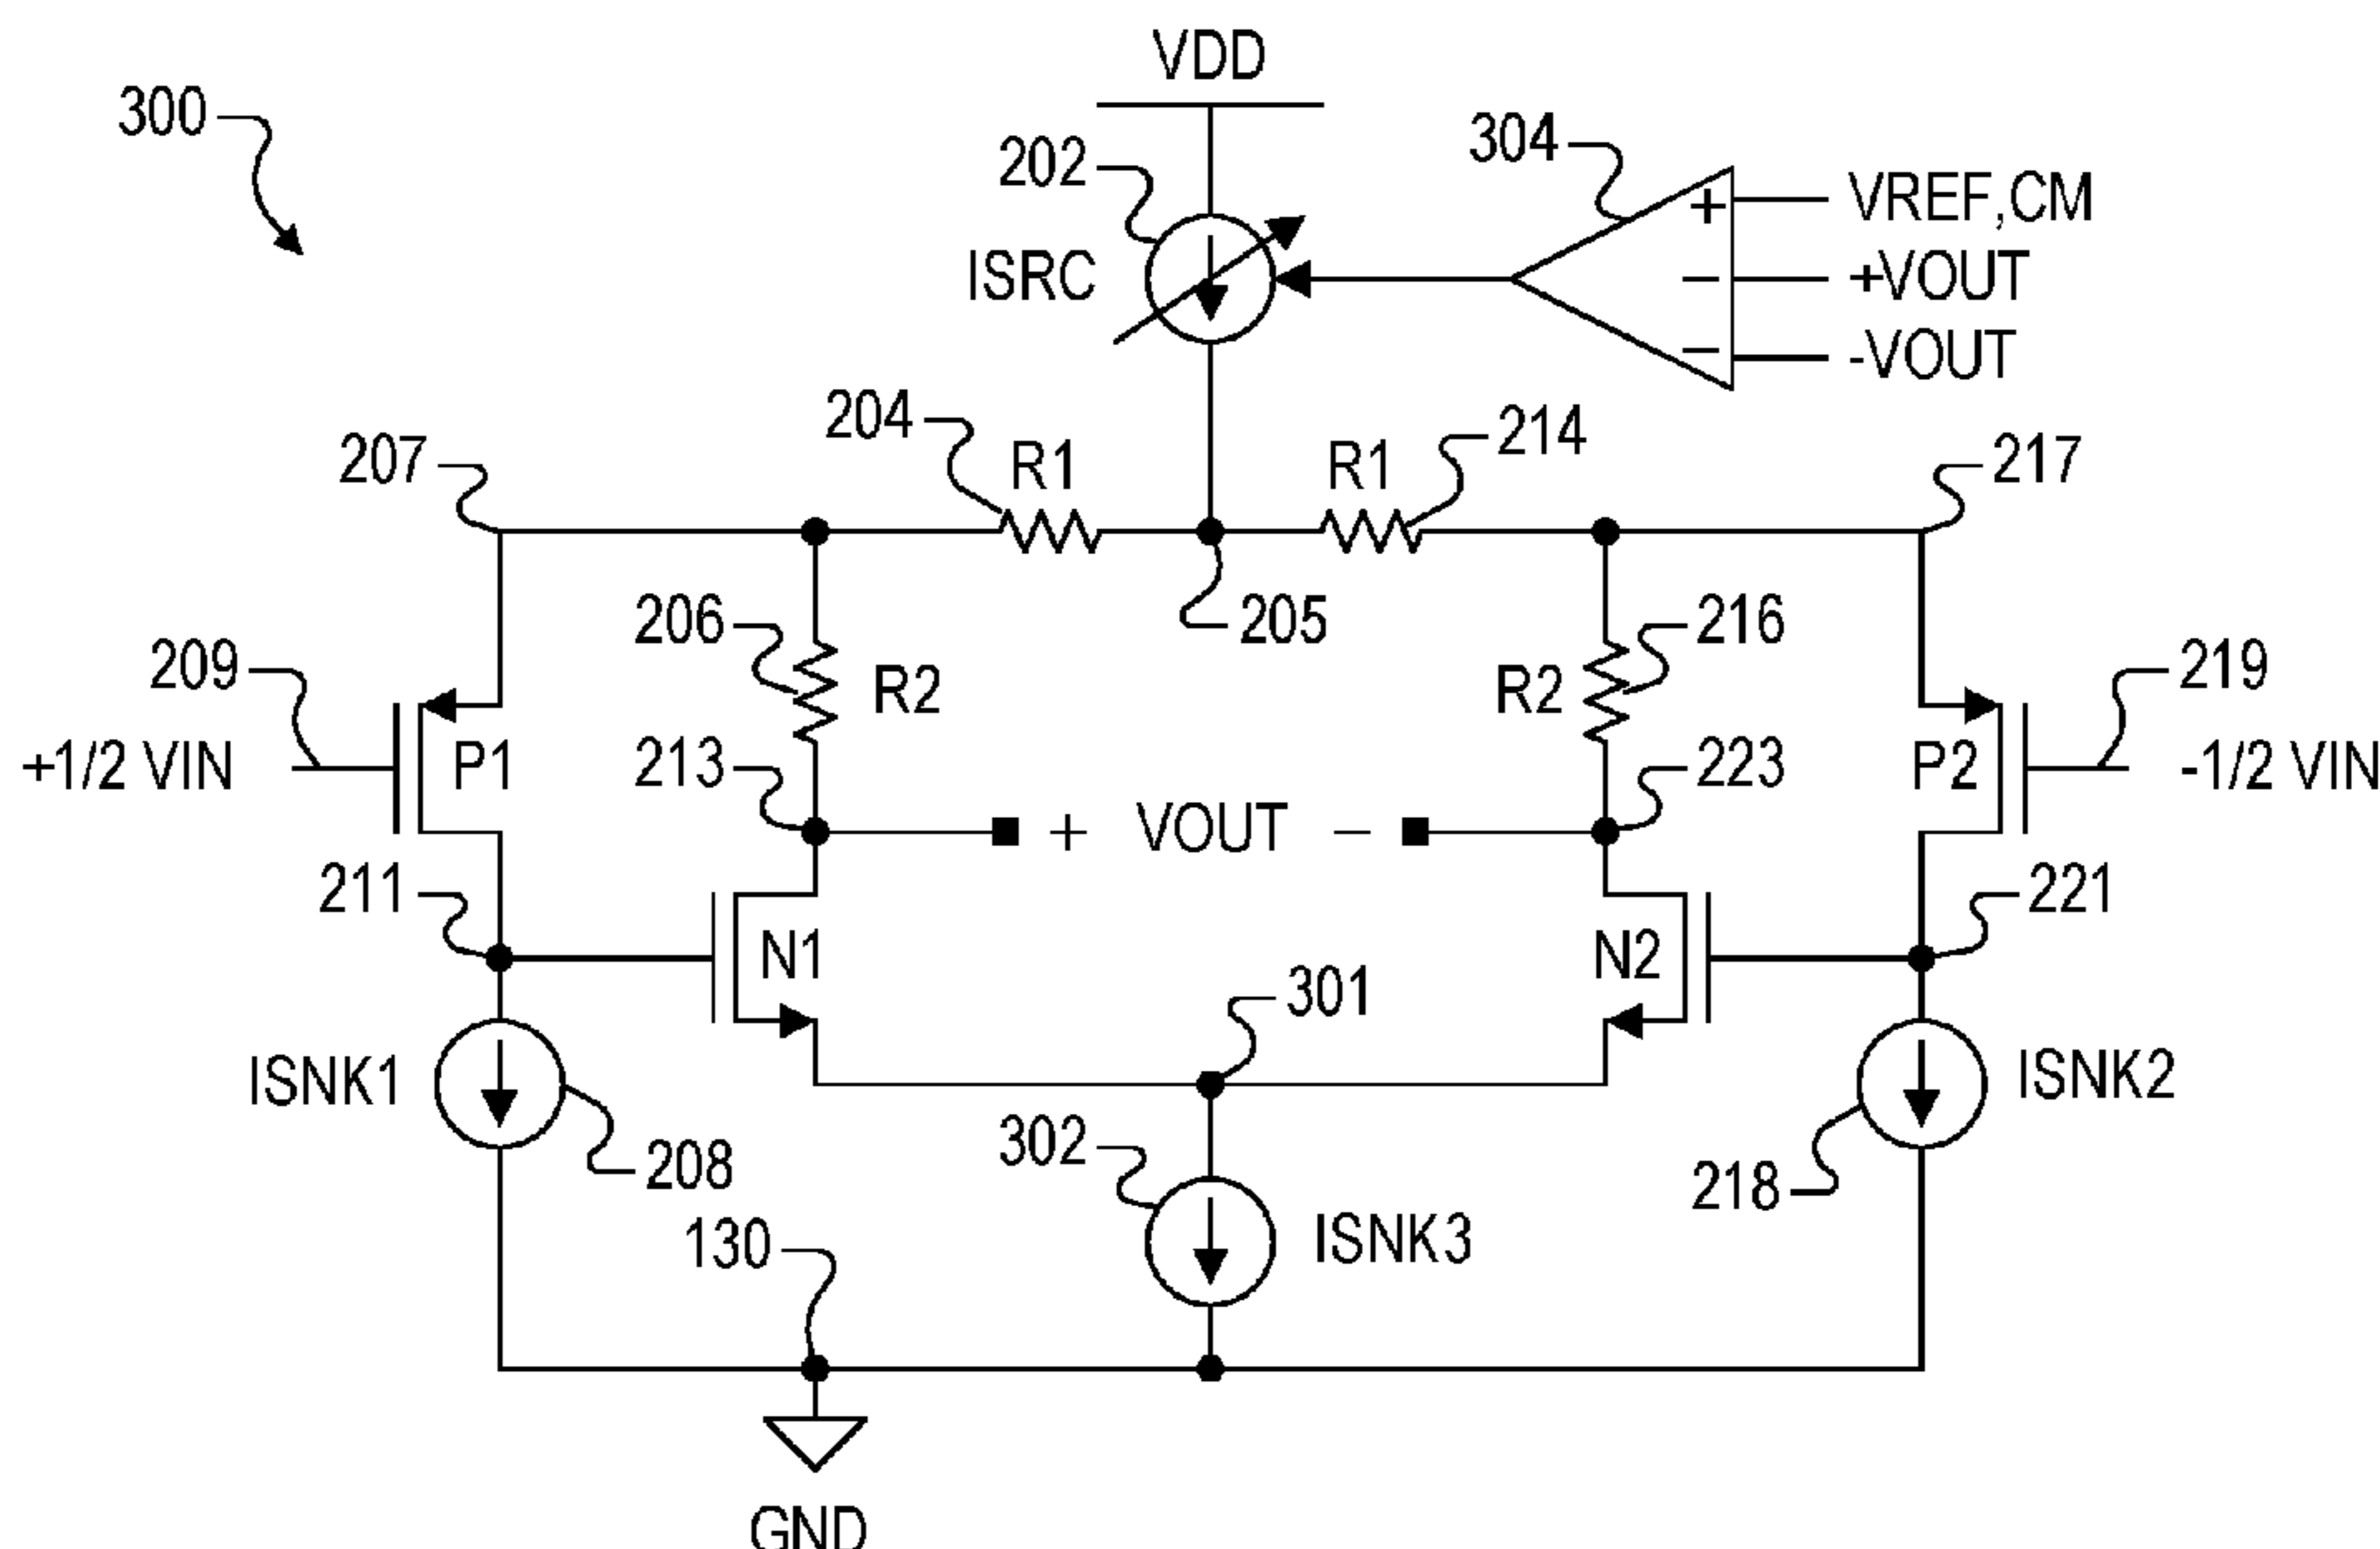 VDD
300
304
202
VREF,CM
ISRC
+
−
−
+VOUT
-VOUT
204
214
207
R1
R1
217
206
205
216
209
R2
R2
219
+1/2 VIN
P1
213
223
P2
-1/2 VIN
+ VOUT −
211
221
N1
N2
301
ISNK1
ISNK2
302
208
218
130
ISNK3
GND